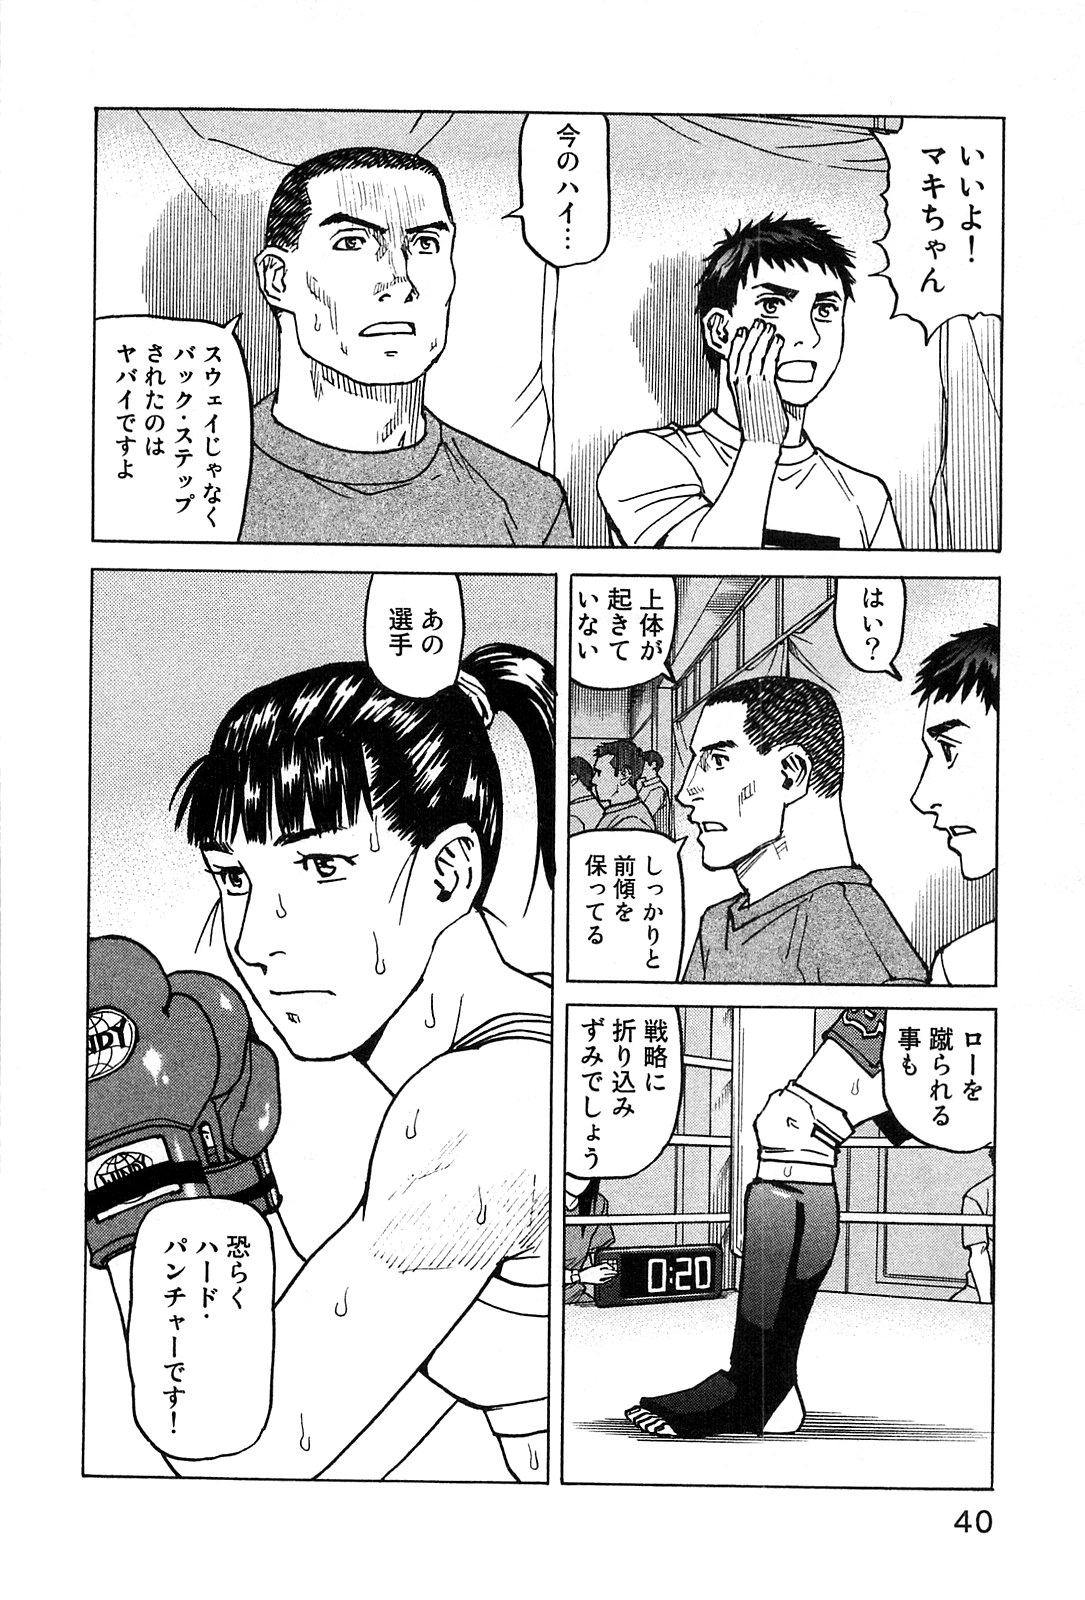 いいよ！
マキちゃん
今のハイ…
スウェイじゃなく
バック・ステップ
されたのは
ヤバイですよ
はい？
上体が
起きて
いない
しっかりと
前傾を
保ってる
ローを
蹴られる
事も
戦略に
折り込み
ずみでしょう
0:20
あの
選手
WINDY
恐らく
ハード・
パンチャーです！
40